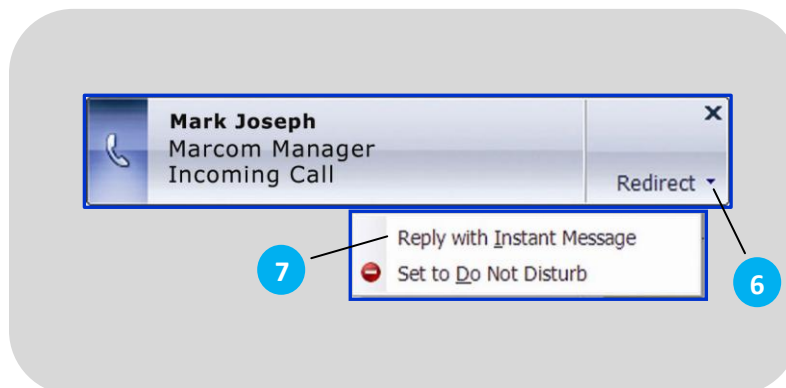 Mark Joseph
Marcom Manager
Incoming Call
Redirect
Reply with Instant Message
Set to Do Not Disturb
7
6